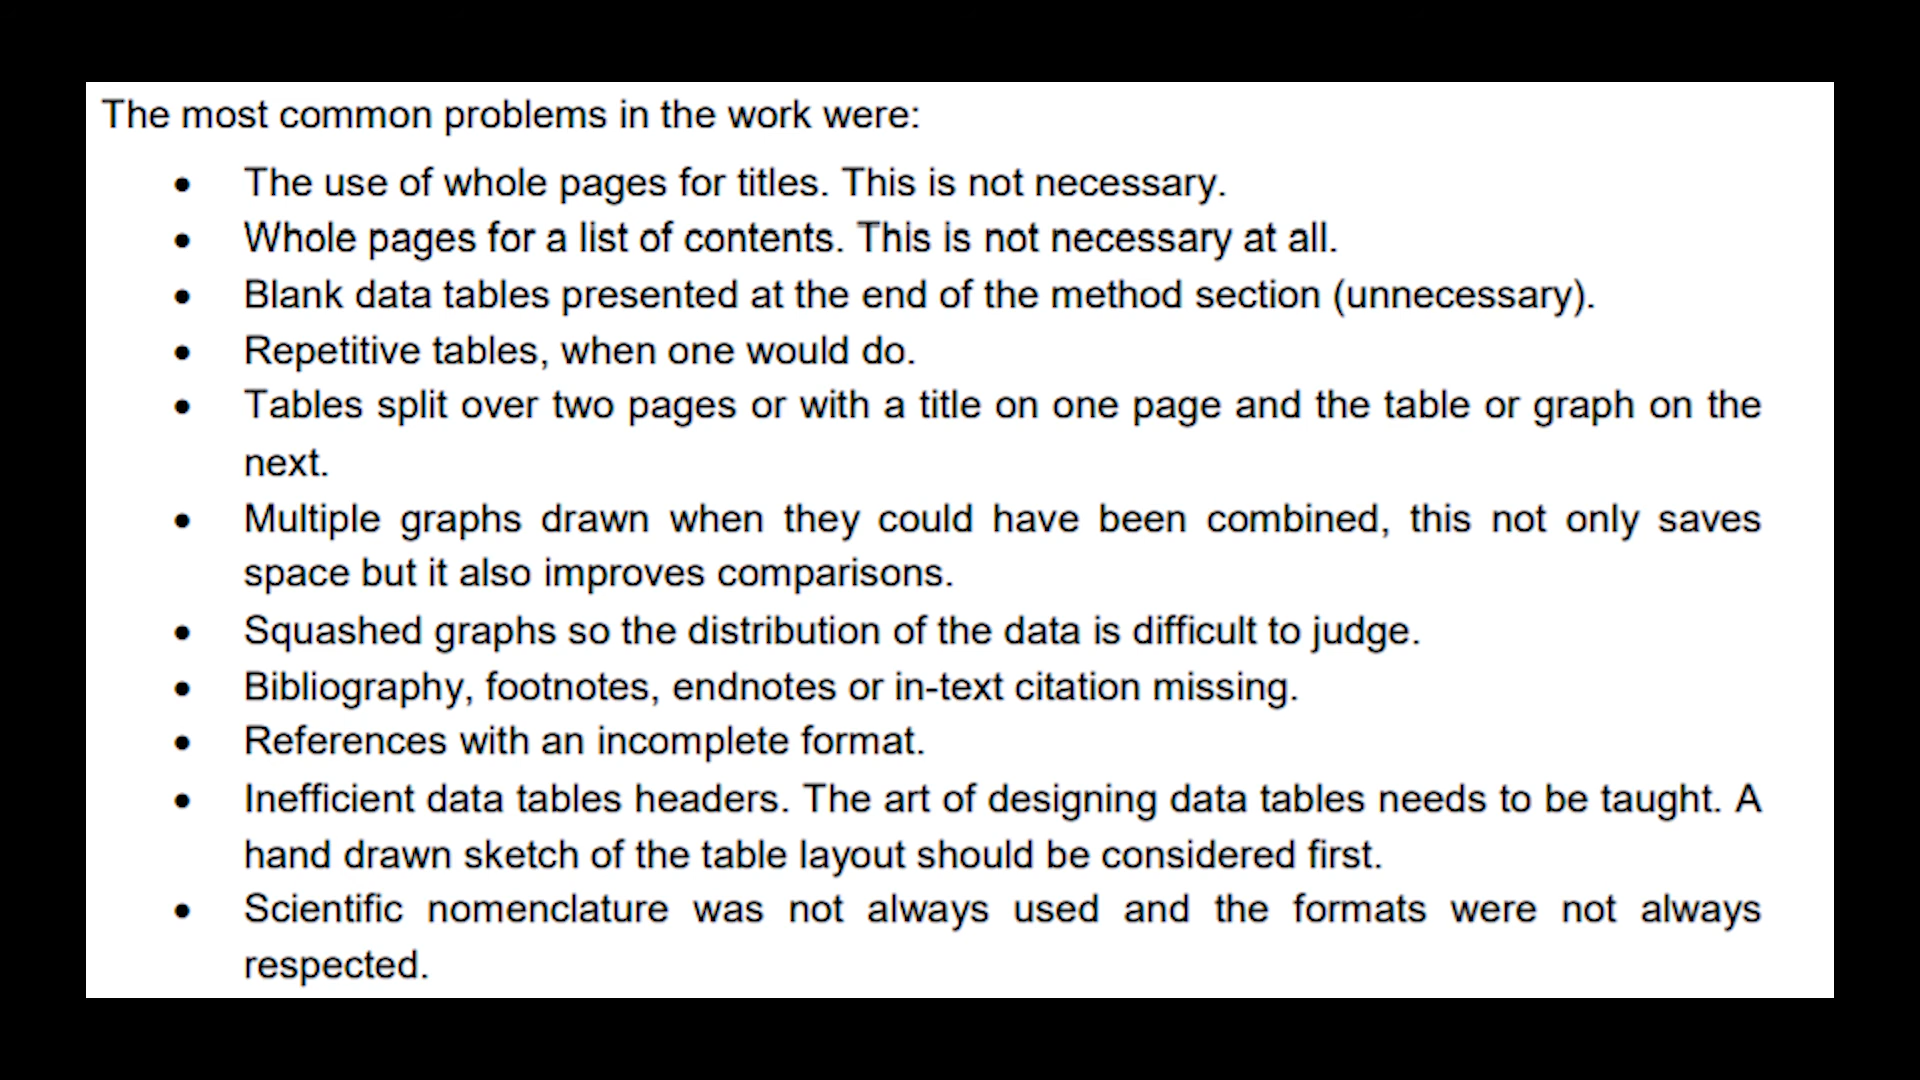 The most common problems in the work were:
• The use of whole pages for titles. This is not necessary.
• Whole pages for a list of contents. This is not necessary at all.
• Blank data tables presented at the end of the method section (unnecessary).
• Repetitive tables, when one would do.
• Tables split over two pages or with a title on one page and the table or graph on the
next.
• Multiple graphs drawn when they could have been combined, this not only saves
space but it also improves comparisons.
• Squashed graphs so the distribution of the data is difficult to judge.
• Bibliography, footnotes, endnotes or in-text citation missing.
• References with an incomplete format.
• Inefficient data tables headers. The art of designing data tables needs to be taught. A
hand drawn sketch of the table layout should be considered first.
• Scientific nomenclature was not always used and the formats were not always
respected.